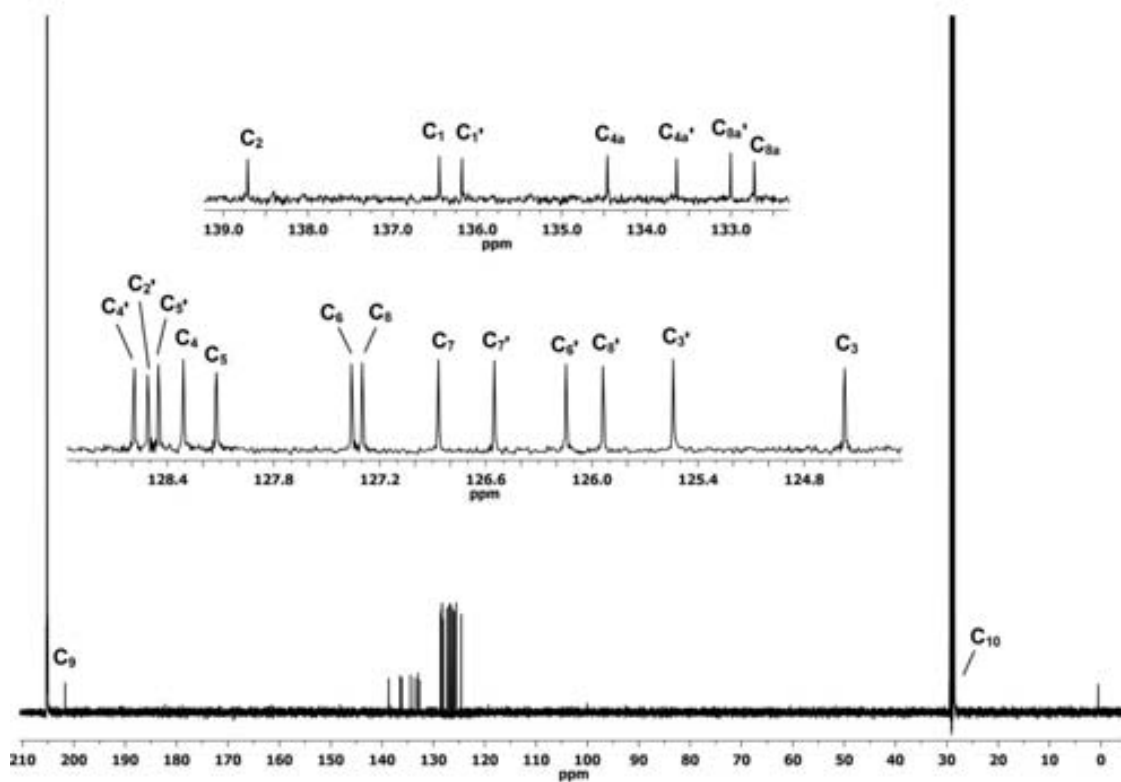 C₂ C₁ C₁' C₄ₐ C₄ₐ' C₈ₐ' C₈ₐ
139.0 138.0 137.0 136.0 135.0 134.0 133.0
ppm
C₄' C₂' C₅' C₄ C₅ C₆ C₈ C₇ C₇' C₆' C₈' C₃' C₃
128.4 127.8 127.2 126.6 126.0 125.4 124.8
ppm
C₉ C₁₀
210 200 190 180 170 160 150 140 130 120 110 100 90 80 70 60 50 40 30 20 10 0
ppm